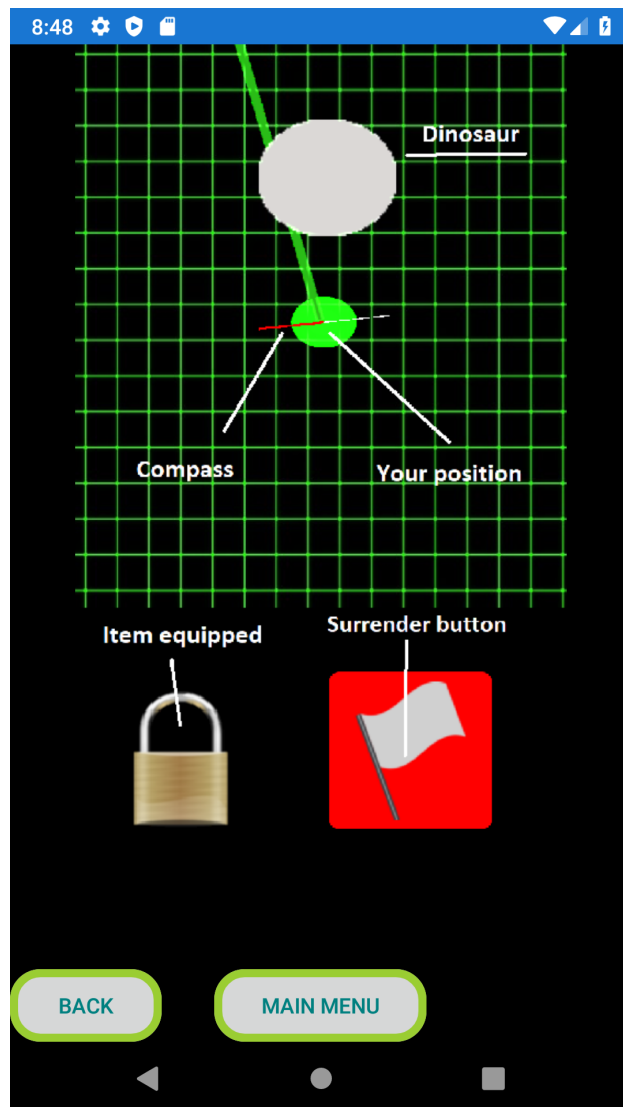 8:48
Dinosaur
Compass
Your position
Item equipped
Surrender button
BACK
MAIN MENU